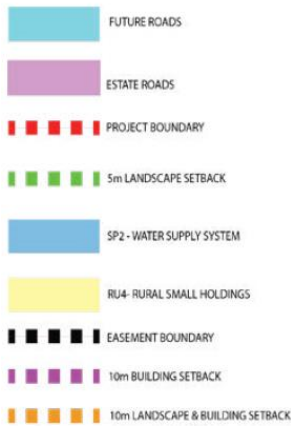 FUTURE ROADS
ESTATE ROADS
PROJECT BOUNDARY
5m LANDSCAPE SETBACK
SP2 - WATER SUPPLY SYSTEM
RU4- RURAL SMALL HOLDINGS
EASEMENT BOUNDARY
10m BUILDING SETBACK
10m LANDSCAPE & BUILDING SETBACK